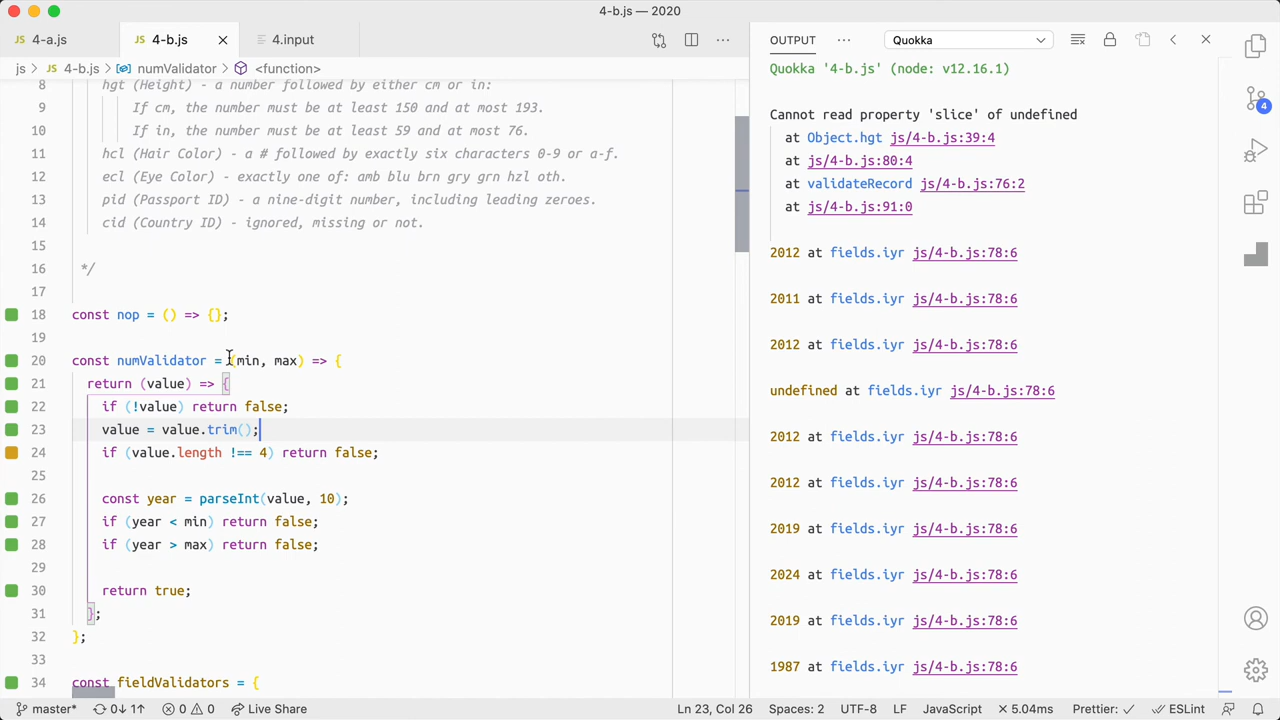 4-b.js — 2020
JS 4-a.js
JS 4-b.js
4.input
js > JS 4-b.js > numValidator > <function>
8 hgt (Height) - a number followed by either cm or in:
9 If cm, the number must be at least 150 and at most 193.
10 If in, the number must be at least 59 and at most 76.
11 hcl (Hair Color) - a # followed by exactly six characters 0-9 or a-f.
12 ecl (Eye Color) - exactly one of: amb blu brn gry grn hzl oth.
13 pid (Passport ID) - a nine-digit number, including leading zeroes.
14 cid (Country ID) - ignored, missing or not.
15
16 */
17
18 const nop = () => {};
19
20 const numValidator = (min, max) => {
21 return (value) => {
22 if (!value) return false;
23 value = value.trim();
24 if (value.length !== 4) return false;
25
26 const year = parseInt(value, 10);
27 if (year < min) return false;
28 if (year > max) return false;
29
30 return true;
31 };
32 };
33
34 const fieldValidators = {
OUTPUT
Quokka
Quokka '4-b.js' (node: v12.16.1)
Cannot read property 'slice' of undefined
at Object.hgt js/4-b.js:39:4
at js/4-b.js:80:4
at validateRecord js/4-b.js:76:2
at js/4-b.js:91:0
2012 at fields.iyr js/4-b.js:78:6
2011 at fields.iyr js/4-b.js:78:6
2012 at fields.iyr js/4-b.js:78:6
undefined at fields.iyr js/4-b.js:78:6
2012 at fields.iyr js/4-b.js:78:6
2012 at fields.iyr js/4-b.js:78:6
2019 at fields.iyr js/4-b.js:78:6
2024 at fields.iyr js/4-b.js:78:6
2019 at fields.iyr js/4-b.js:78:6
1987 at fields.iyr js/4-b.js:78:6
4
master* 0↓ 1↑ 0 0 Live Share Ln 23, Col 26 Spaces: 2 UTF-8 LF JavaScript × 5.04ms Prettier: ✓ ESLint